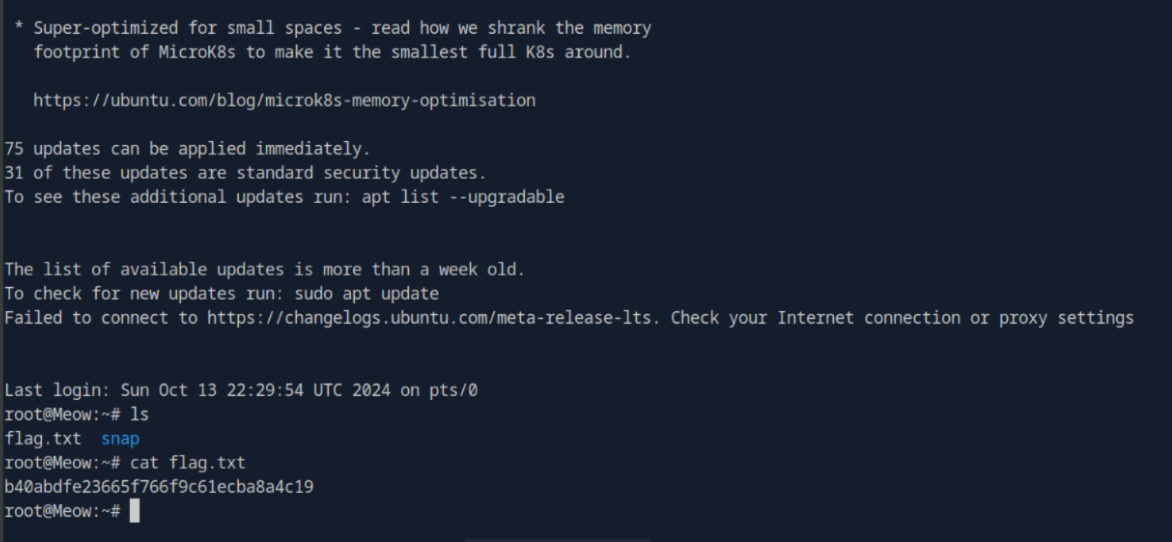 * Super-optimized for small spaces - read how we shrank the memory
footprint of MicroK8s to make it the smallest full K8s around.
https://ubuntu.com/blog/microk8s-memory-optimisation
75 updates can be applied immediately.
31 of these updates are standard security updates.
To see these additional updates run: apt list --upgradable
The list of available updates is more than a week old.
To check for new updates run: sudo apt update
Failed to connect to https://changelogs.ubuntu.com/meta-release-lts. Check your Internet connection or proxy settings
Last login: Sun Oct 13 22:29:54 UTC 2024 on pts/0
root@Meow:~# ls
flag.txt  snap
root@Meow:~# cat flag.txt
b40abdfe23665f766f9c61ecba8a4c19
root@Meow:~#